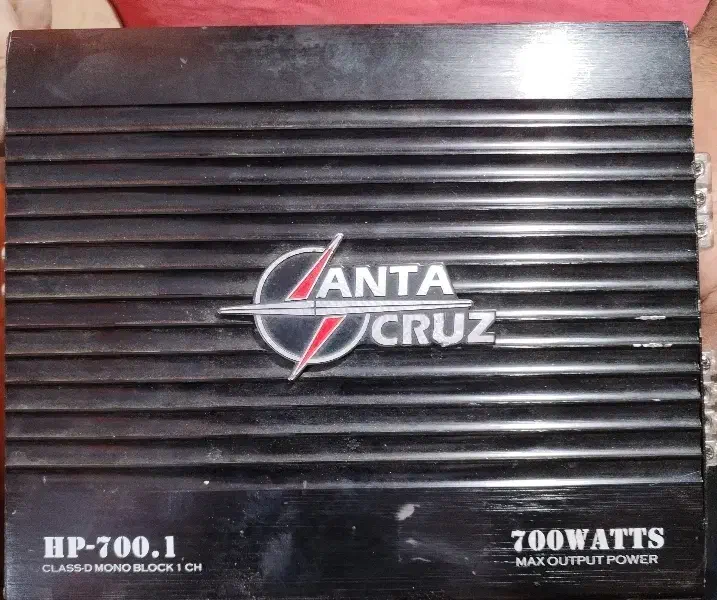 ANTA
CRUZ
HP-700.1
CLASS-D MONO BLOCK 1 CH
700WATTS
MAX OUTPUT POWER